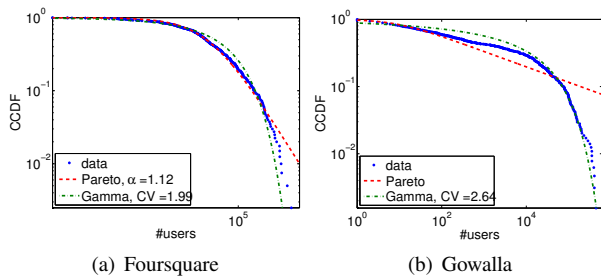 10^0
10^-1
10^-2
CCDF
data
Pareto, α =1.12
Gamma, CV =1.99
10^5
#users
(a) Foursquare
10^0
10^-1
10^-2
CCDF
data
Pareto
Gamma, CV =2.64
10^0
10^2
10^4
#users
(b) Gowalla